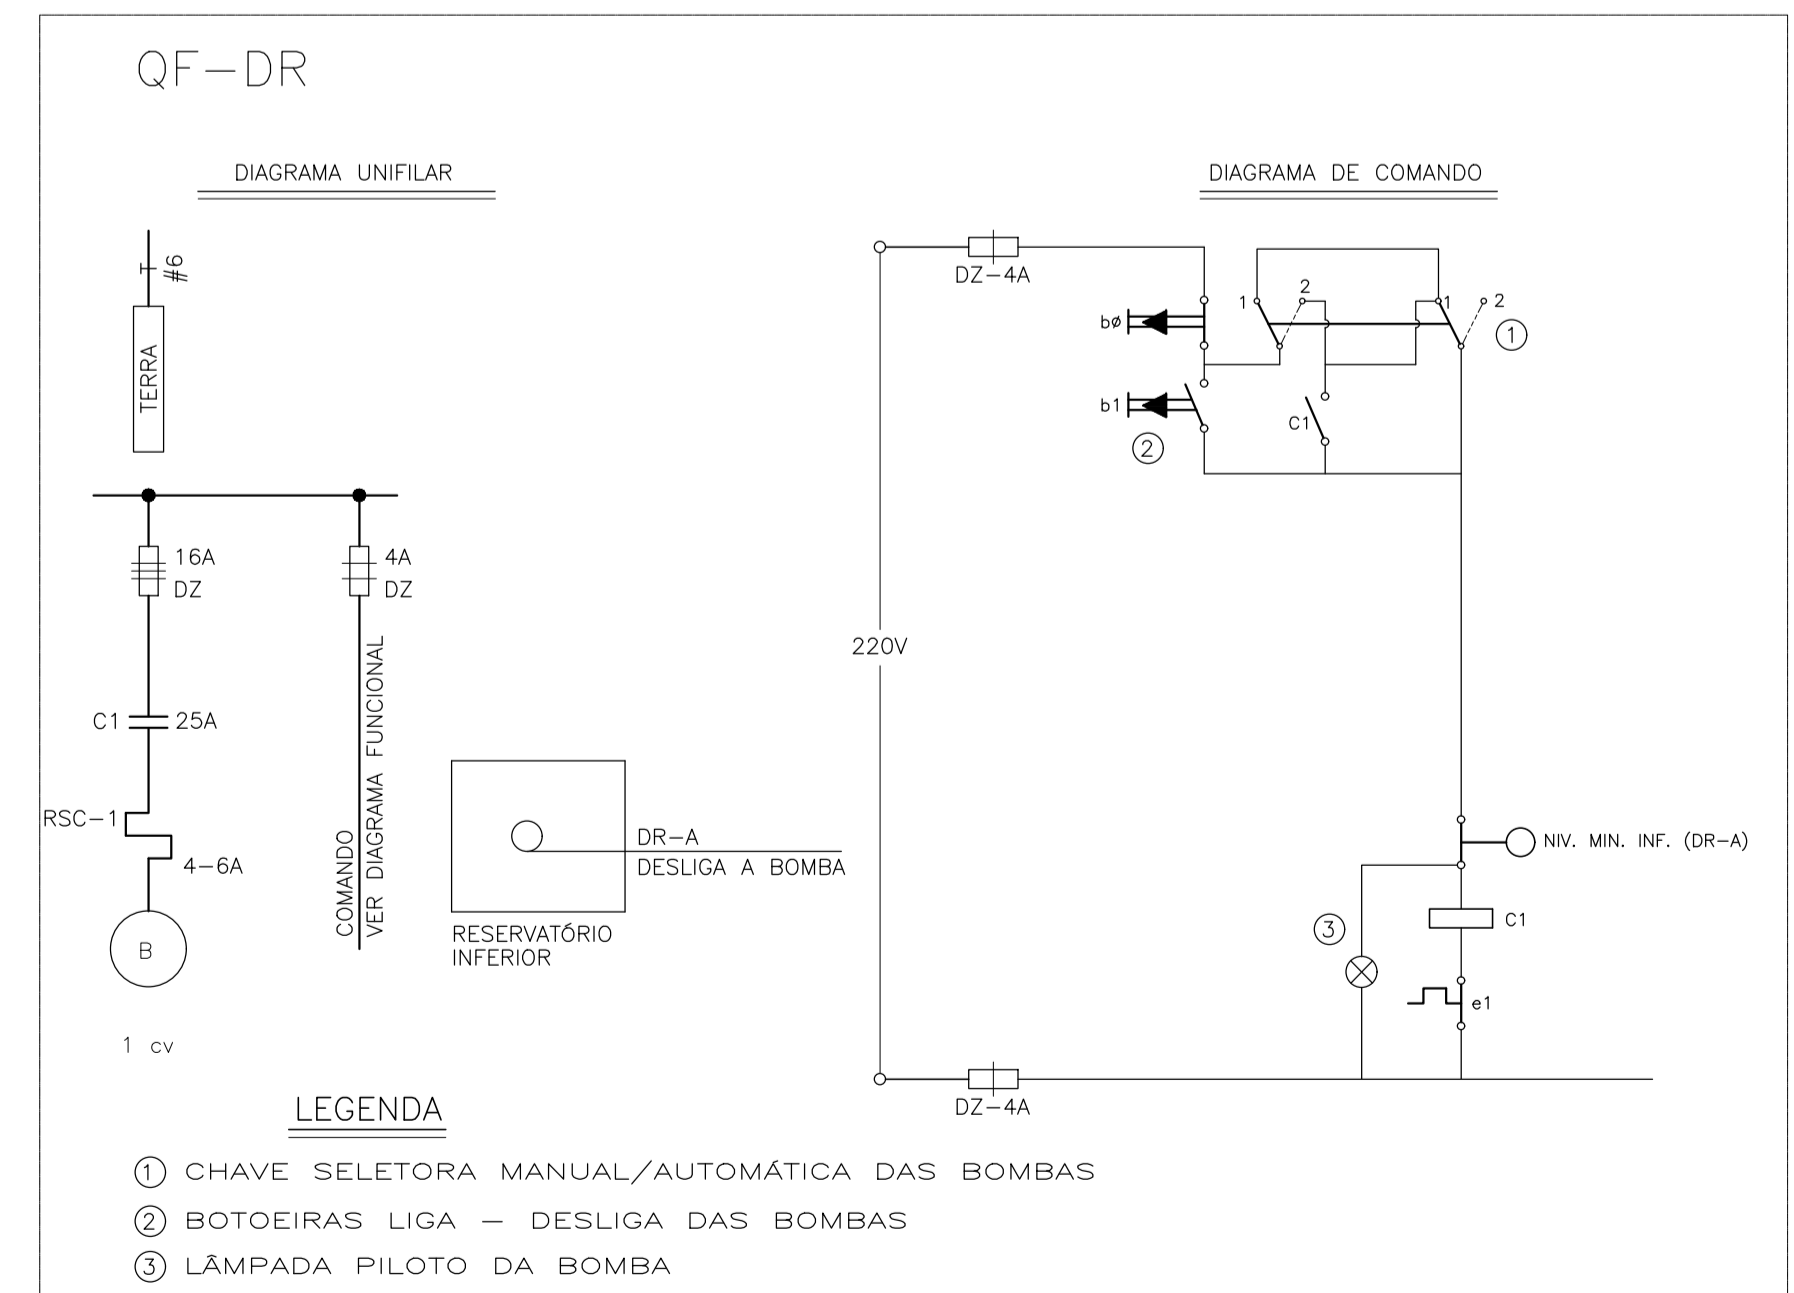 QF-DR
DIAGRAMA UNIFILAR
#6
TERRA
16A
DZ
4A
DZ
C1
25A
RSC-1
4-6A
B
1 cv
COMANDO
VER DIAGRAMA FUNCIONAL
DR-A
DESLIGA A BOMBA
RESERVATÓRIO
INFERIOR
DIAGRAMA DE COMANDO
DZ-4A
bø
1
2
1
2
1
b1
2
C1
220V
NIV. MIN. INF. (DR-A)
3
C1
e1
DZ-4A
LEGENDA
1 CHAVE SELETORA MANUAL/AUTOMÁTICA DAS BOMBAS
2 BOTOEIRAS LIGA - DESLIGA DAS BOMBAS
3 LÂMPADA PILOTO DA BOMBA